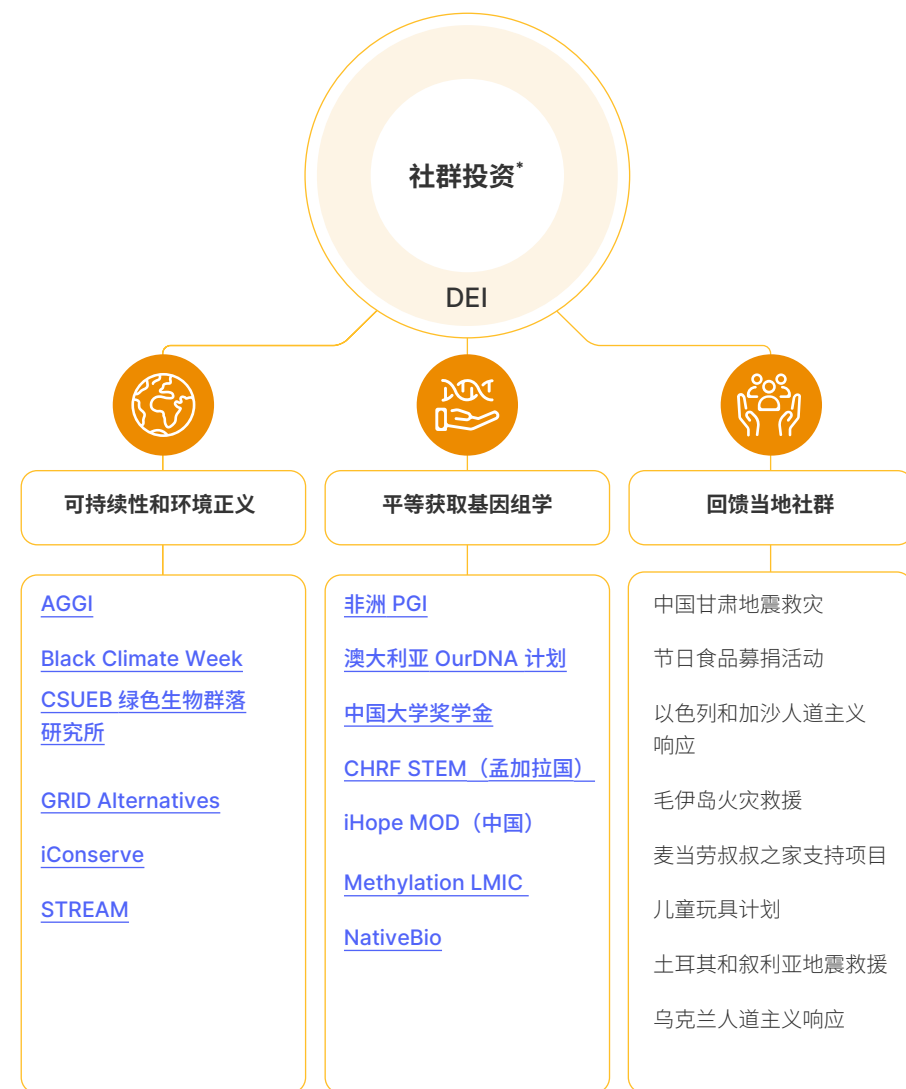 社群投资*
DEI
可持续性和环境正义
AGGI
Black Climate Week
CSUEB 绿色生物群落
研究所
GRID Alternatives
iConserve
STREAM
平等获取基因组学
非洲 PGI
澳大利亚 OurDNA 计划
中国大学奖学金
CHRF STEM（孟加拉国）
iHope MOD（中国）
Methylation LMIC
NativeBio
回馈当地社群
中国甘肃地震救灾
节日食品募捐活动
以色列和加沙人道主义
响应
毛伊岛火灾救援
麦当劳叔叔之家支持项目
儿童玩具计划
土耳其和叙利亚地震救援
乌克兰人道主义响应